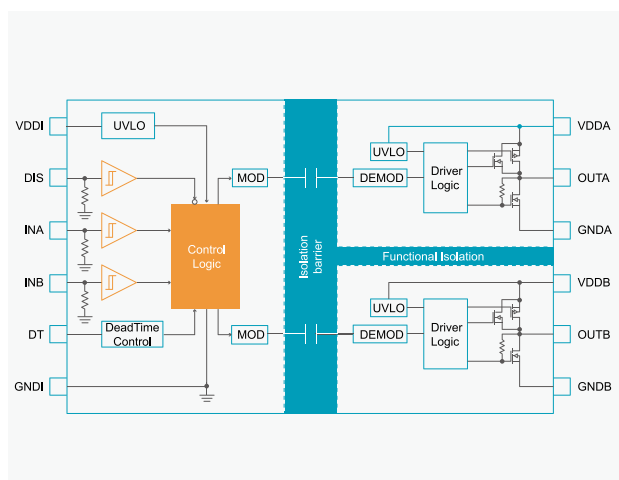 VDDI
UVLO
VDDA
UVLO
DIS
MOD
DEMOD
Driver
Logic
OUTA
INA
GNDA
Control
Logic
Isolation
barrier
Functional Isolation
INB
VDDB
UVLO
DT
DeadTime
Control
MOD
DEMOD
Driver
Logic
OUTB
GNDI
GNDB